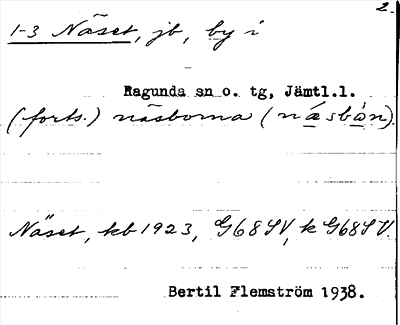 2.
1-3 Näset, jb, by i
Ragunda sn o. tg, Jämtl.l.
(forts.) näsborna (näsbàn).
Näset, kb 1923, G68SV, k G68SV.
Bertil Flemström 1938.